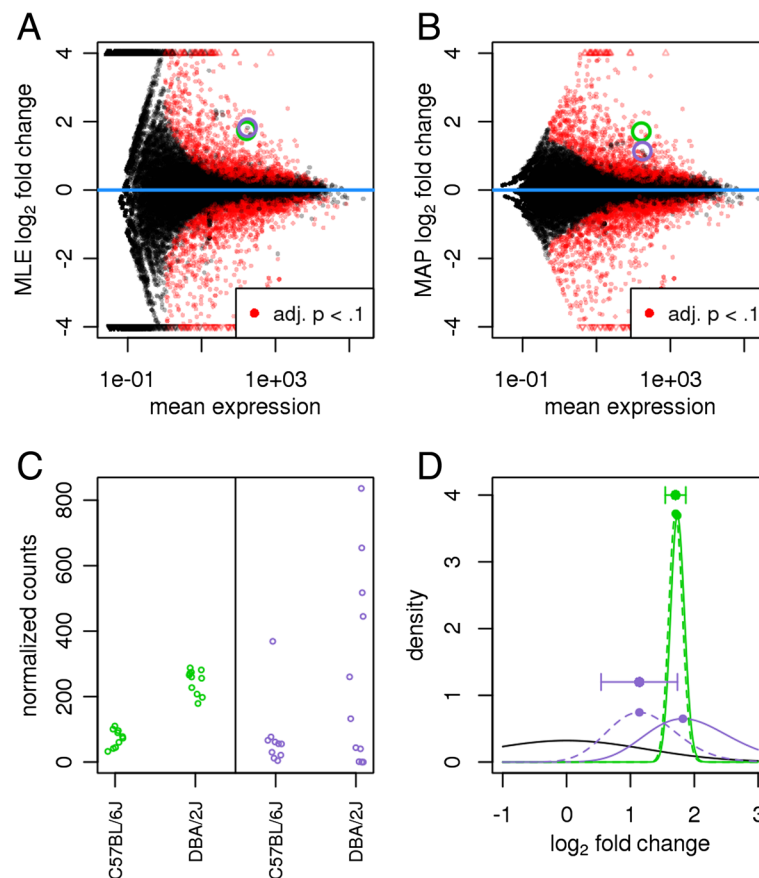 A
MLE log2 fold change
4
2
0
-2
-4
adj. p < .1
1e-01
1e+03
mean expression
B
MAP log2 fold change
4
2
0
-2
-4
adj. p < .1
1e-01
1e+03
mean expression
C
normalized counts
800
600
400
200
0
C57BL/6J
DBA/2J
C57BL/6J
DBA/2J
D
density
4
3
2
1
0
-1
0
1
2
3
log2 fold change